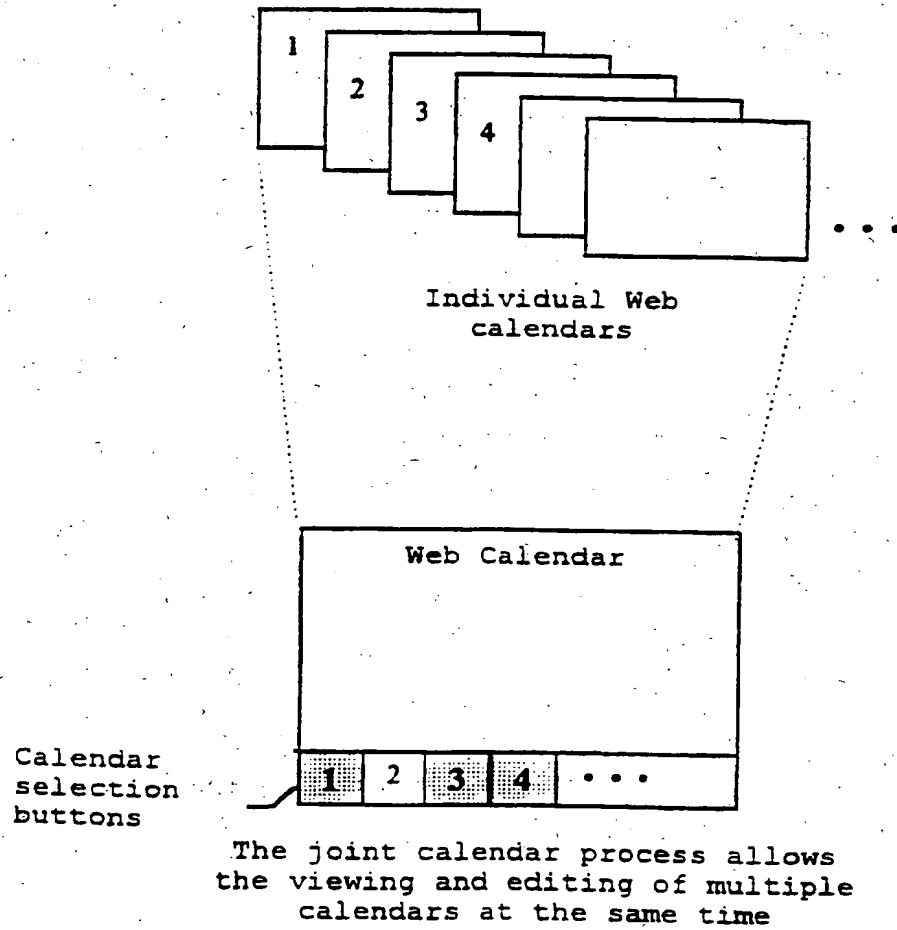 1
2
3
4
• • •
Individual Web
calendars
Web Calendar
Calendar
selection
buttons
1 2 3 4 • • •
The joint calendar process allows
the viewing and editing of multiple
calendars at the same time